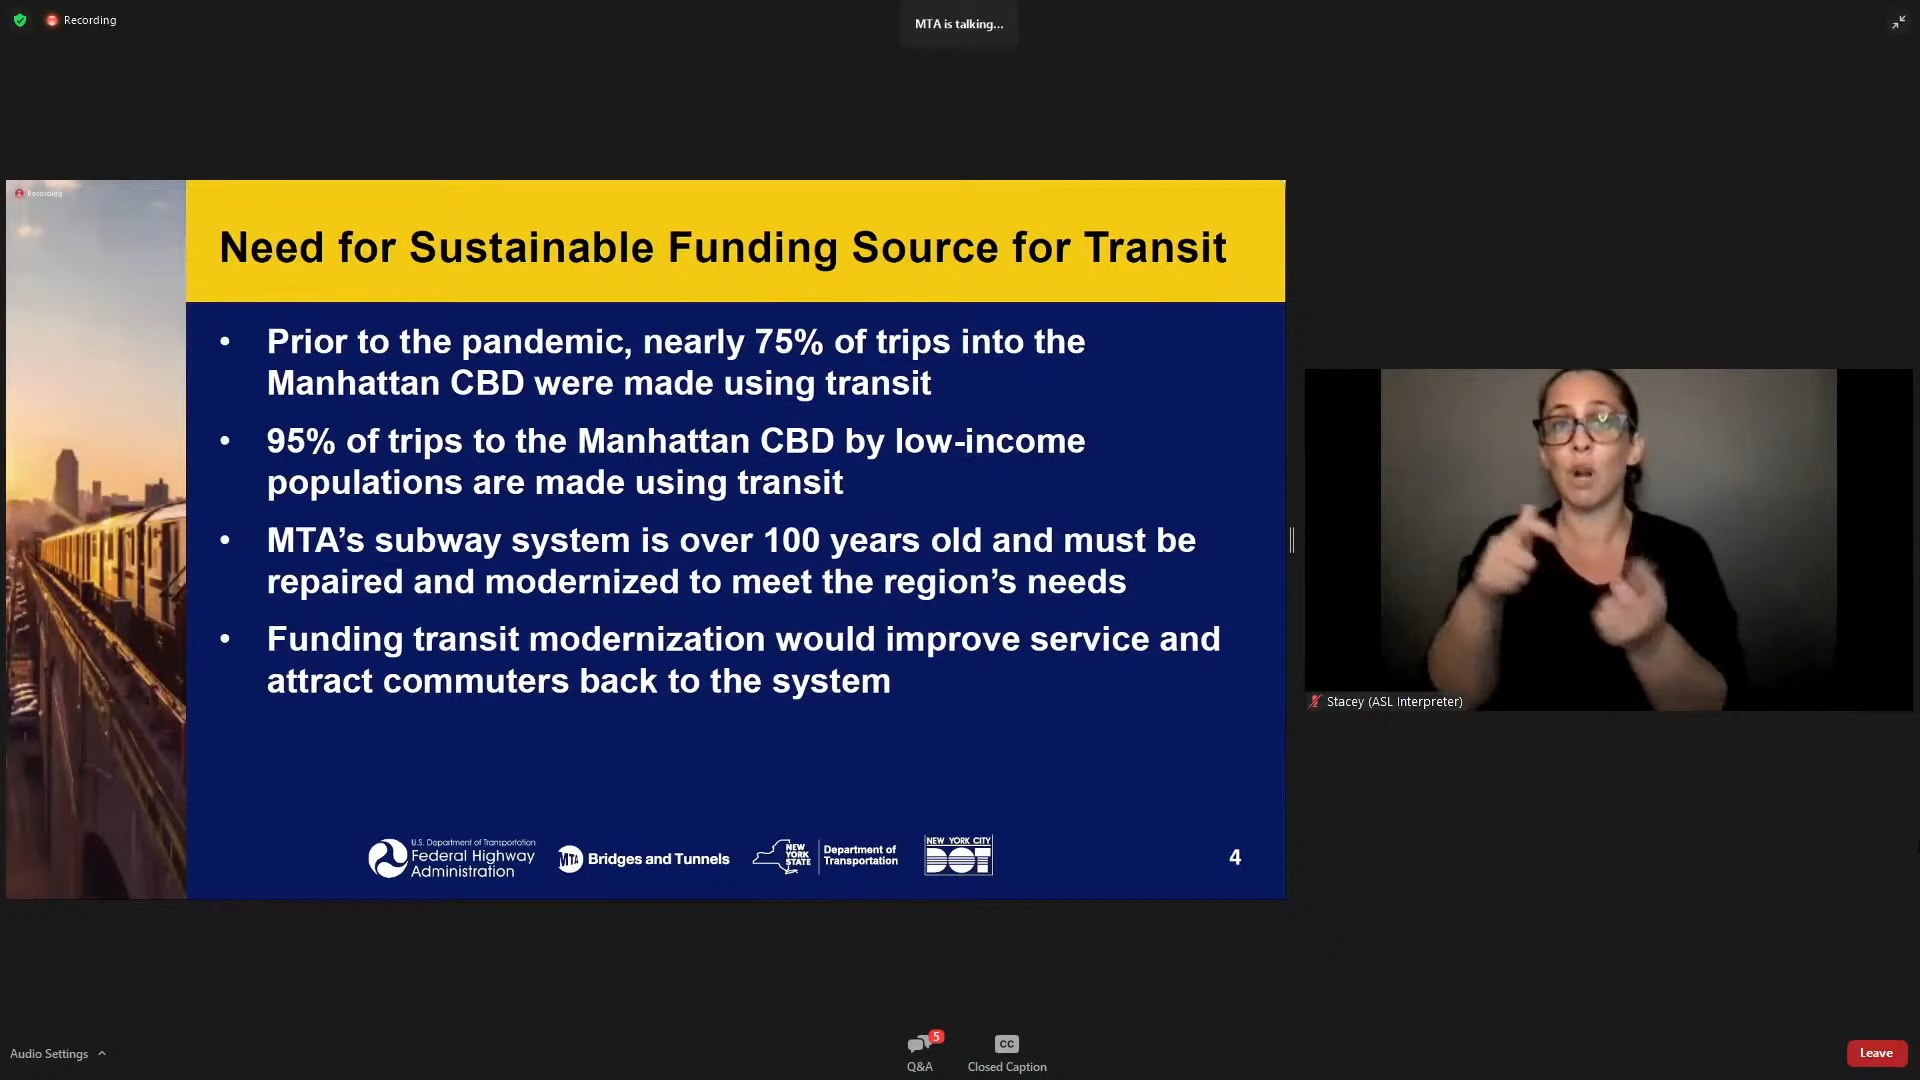 Recording
MTA is talking...
Recording
Need for Sustainable Funding Source for Transit
• Prior to the pandemic, nearly 75% of trips into the
Manhattan CBD were made using transit
• 95% of trips to the Manhattan CBD by low-income
populations are made using transit
• MTA’s subway system is over 100 years old and must be
repaired and modernized to meet the region’s needs
• Funding transit modernization would improve service and
attract commuters back to the system
U.S. Department of Transportation
Federal Highway
Administration
MTA Bridges and Tunnels
NEW
YORK
STATE
Department of
Transportation
NEW YORK CITY
DOT
4
Stacey (ASL Interpreter)
Audio Settings
5
Q&A
CC
Closed Caption
Leave